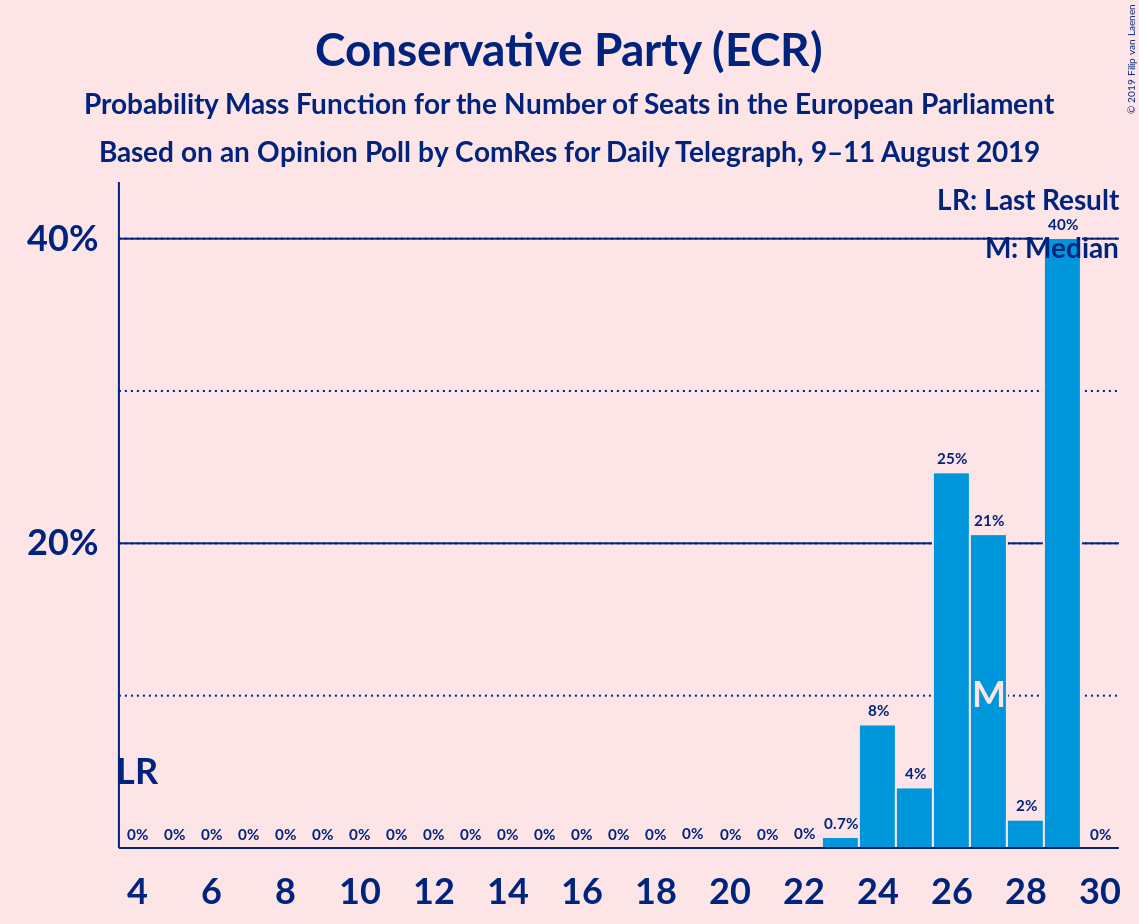 Conservative Party (ECR)
Probability Mass Function for the Number of Seats in the European Parliament
Based on an Opinion Poll by ComRes for Daily Telegraph, 9–11 August 2019
© 2019 Filip van Laenen
LR: Last Result
M: Median
40%
20%
40%
25%
21%
M
8%
4%
2%
0.7%
LR
0% 0% 0% 0% 0% 0% 0% 0% 0% 0% 0% 0% 0% 0% 0% 0% 0% 0% 0% 0%
4 6 8 10 12 14 16 18 20 22 24 26 28 30